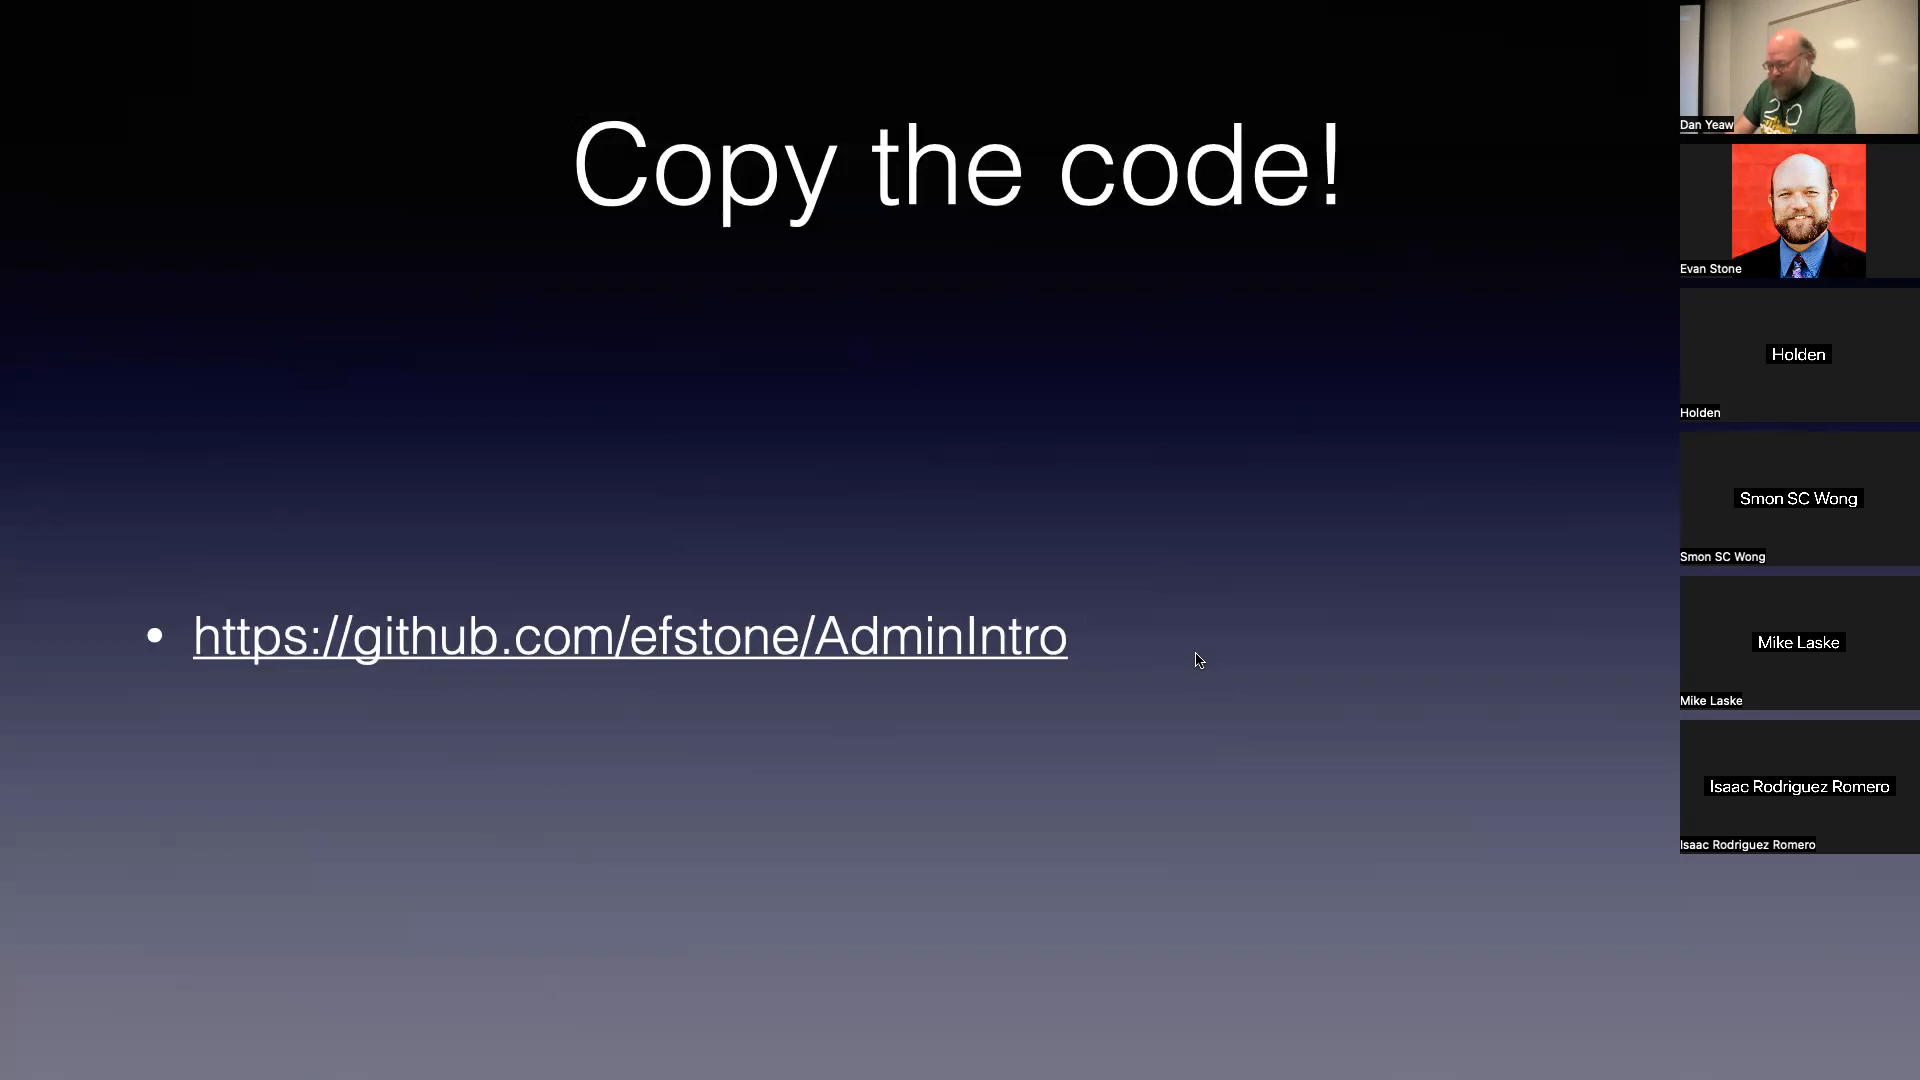 Copy the code!
• https://github.com/efstone/AdminIntro
20
Dan Yeaw
Evan Stone
Holden
Holden
Smon SC Wong
Smon SC Wong
Mike Laske
Mike Laske
Isaac Rodriguez Romero
Isaac Rodriguez Romero